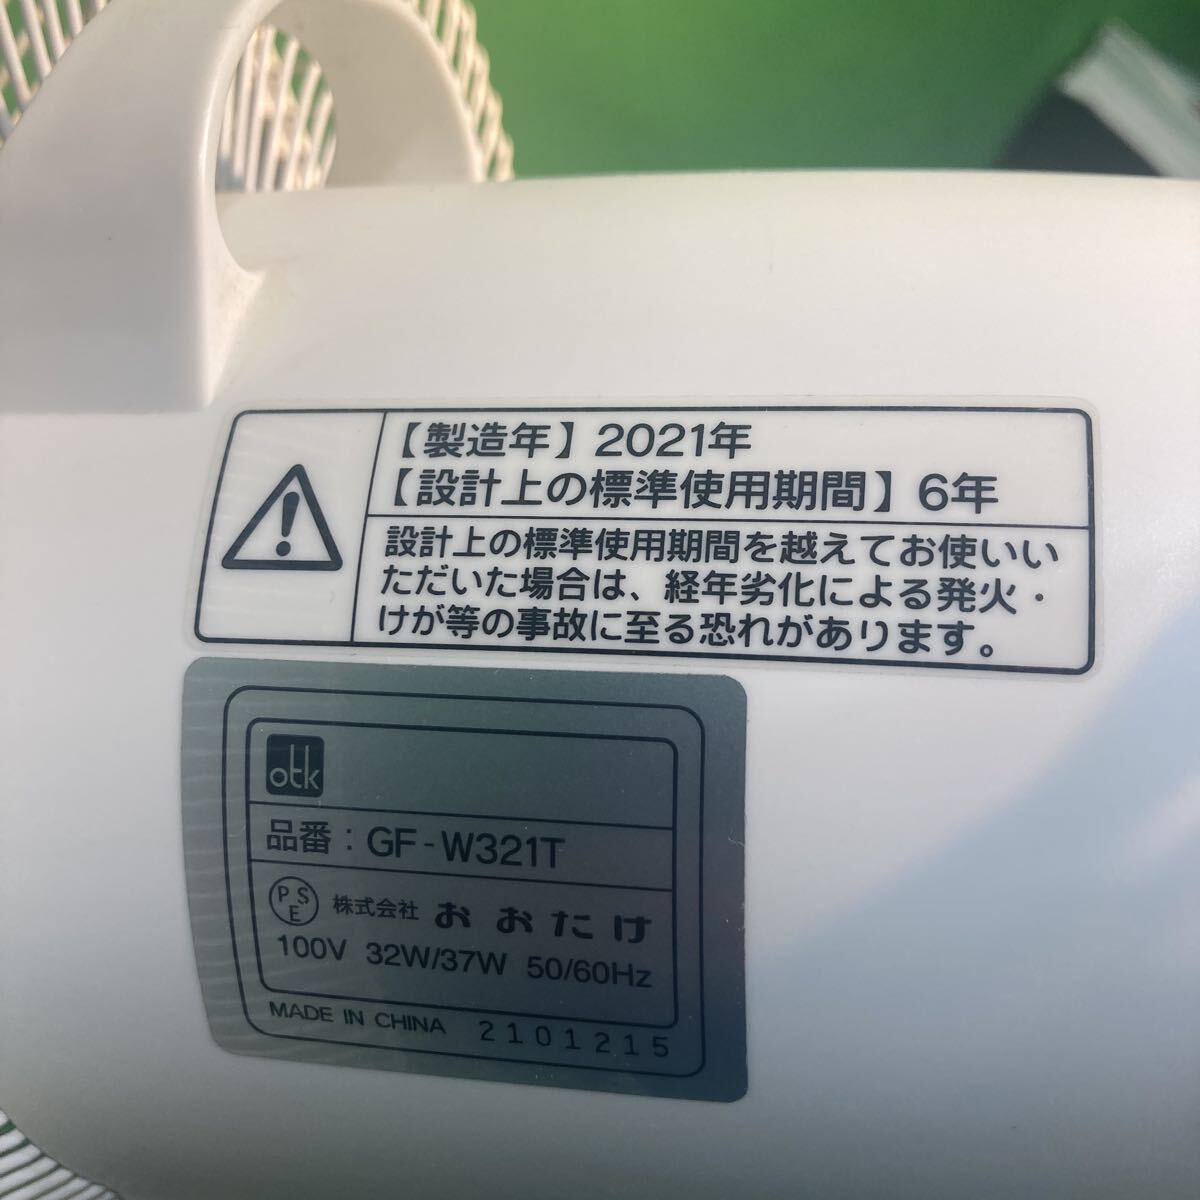 【製造年】2021年
【設計上の標準使用期間】6年
設計上の標準使用期間を越えてお使いい
ただいた場合は、経年劣化による発火・
けが等の事故に至る恐れがあります。
otk
品番：GF-W321T
PSE 株式会社 おおたけ
100V 32W/37W 50/60Hz
MADE IN CHINA 2101215